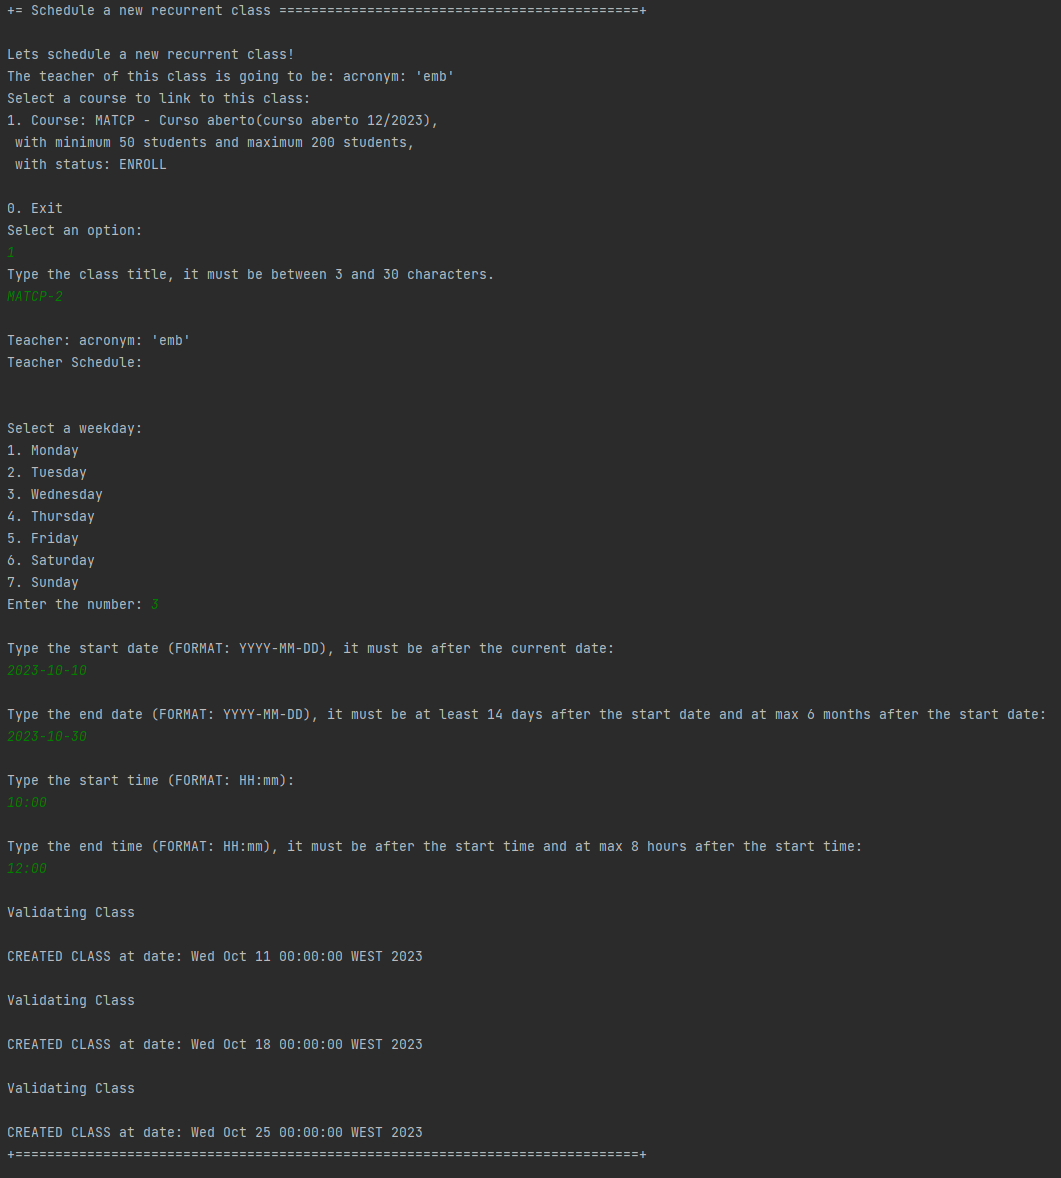 += Schedule a new recurrent class =============================================+
Lets schedule a new recurrent class!
The teacher of this class is going to be: acronym: 'emb'
Select a course to link to this class:
1. Course: MATCP - Curso aberto(curso aberto 12/2023),
with minimum 50 students and maximum 200 students,
with status: ENROLL
0. Exit
Select an option:
1
Type the class title, it must be between 3 and 30 characters.
MATCP-2
Teacher: acronym: 'emb'
Teacher Schedule:
Select a weekday:
1. Monday
2. Tuesday
3. Wednesday
4. Thursday
5. Friday
6. Saturday
7. Sunday
Enter the number: 3
Type the start date (FORMAT: YYYY-MM-DD), it must be after the current date:
2023-10-10
Type the end date (FORMAT: YYYY-MM-DD), it must be at least 14 days after the start date and at max 6 months after the start date:
2023-10-30
Type the start time (FORMAT: HH:mm):
10:00
Type the end time (FORMAT: HH:mm), it must be after the start time and at max 8 hours after the start time:
12:00
Validating Class
CREATED CLASS at date: Wed Oct 11 00:00:00 WEST 2023
Validating Class
CREATED CLASS at date: Wed Oct 18 00:00:00 WEST 2023
Validating Class
CREATED CLASS at date: Wed Oct 25 00:00:00 WEST 2023
+==============================================================================+